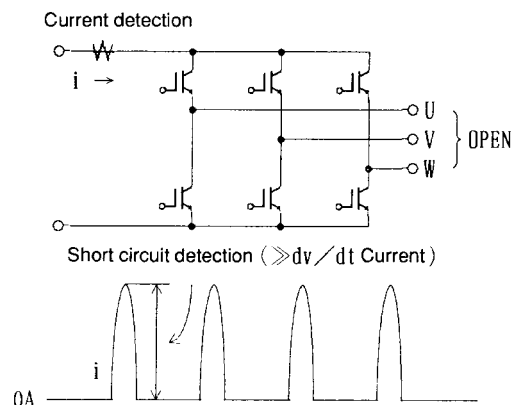 Current detection
i →
U
V
W
OPEN
Short circuit detection (≫dv/dt Current)
i
0A